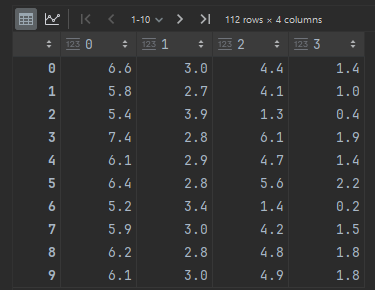 1-10 112 rows × 4 columns
123 0 123 1 123 2 123 3
0 6.6 3.0 4.4 1.4
1 5.8 2.7 4.1 1.0
2 5.4 3.9 1.3 0.4
3 7.4 2.8 6.1 1.9
4 6.1 2.9 4.7 1.4
5 6.4 2.8 5.6 2.2
6 5.2 3.4 1.4 0.2
7 5.9 3.0 4.2 1.5
8 6.2 2.8 4.8 1.8
9 6.1 3.0 4.9 1.8